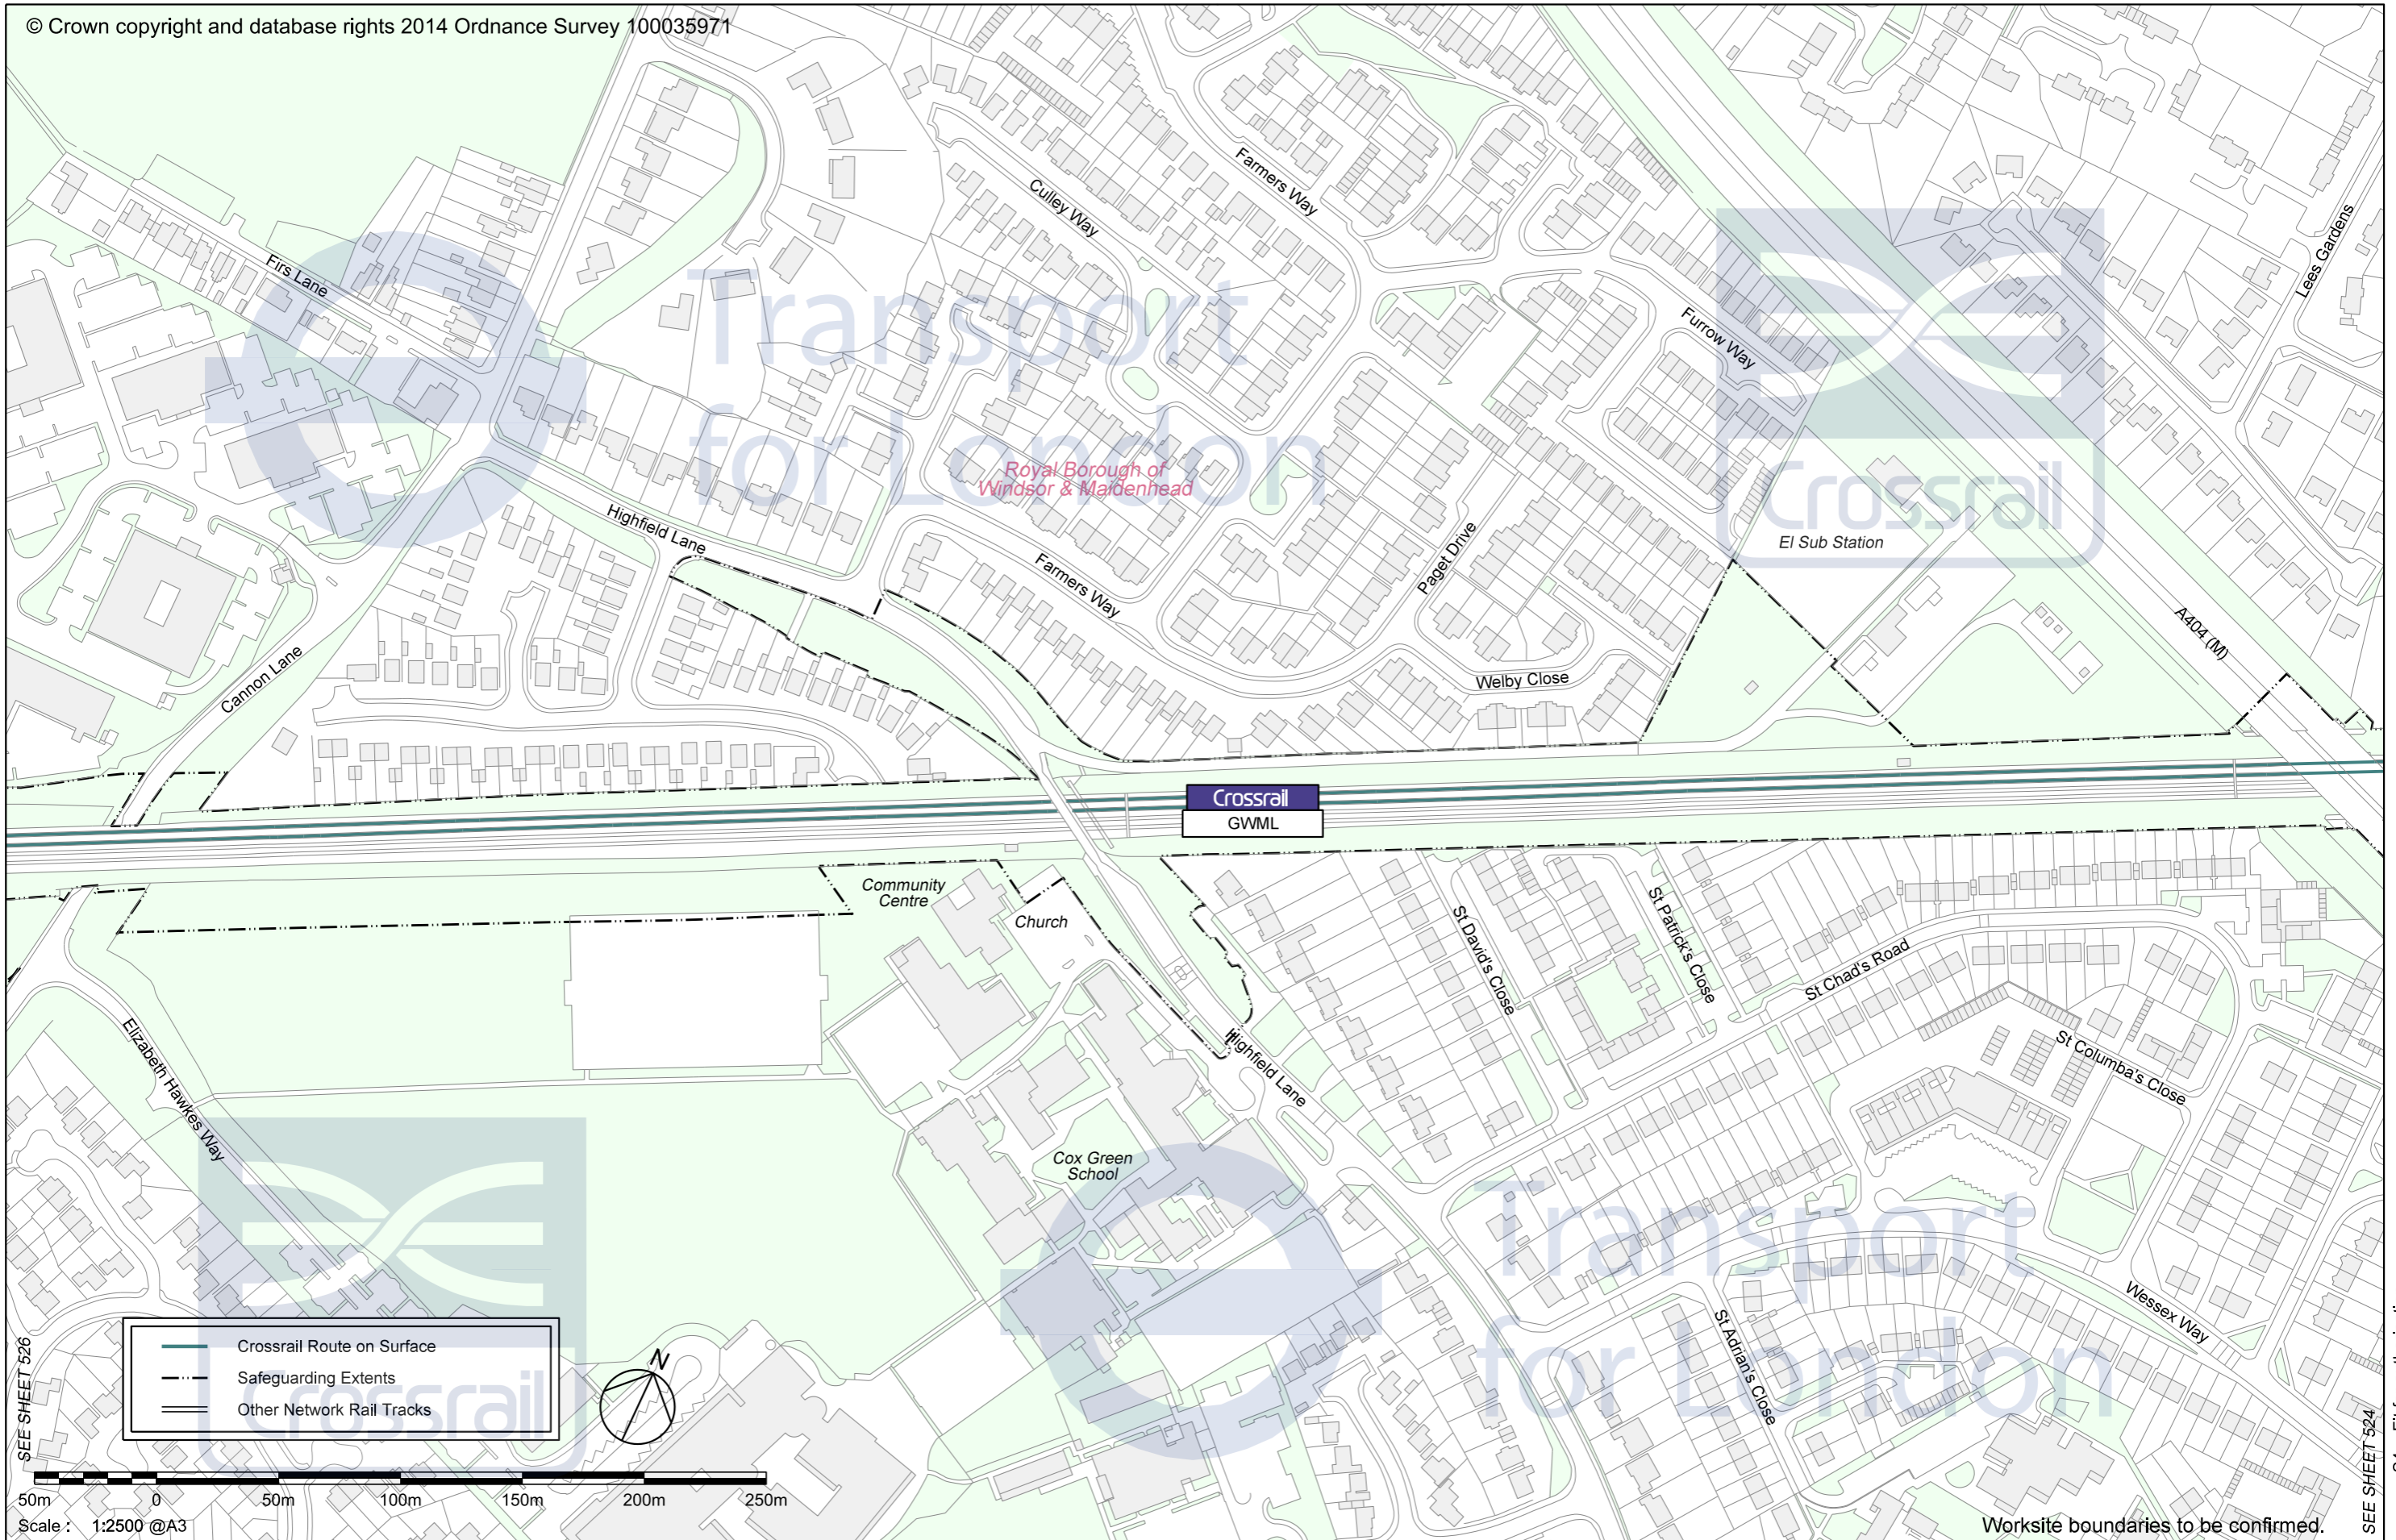 © Crown copyright and database rights 2014 Ordnance Survey 100035971
Farmers Way
Culley Way
Firs Lane
Lees Gardens
Furrow Way
Transport
for London
Crossrail
Royal Borough of
Windsor & Maidenhead
Highfield Lane
El Sub Station
Paget Drive
Farmers Way
A404 (M)
Cannon Lane
Welby Close
Crossrail
GWML
Community
Centre
Church
St David's Close
St Patrick's Close
St Chad's Road
Elizabeth Hawkes Way
Highfield Lane
St Columba's Close
Cox Green
School
Transport
for London
Wessex Way
St Adrian's Close
Crossrail
Crossrail Route on Surface
Safeguarding Extents
Other Network Rail Tracks
N
SEE SHEET 526
SEE SHEET 524
50m 0 50m 100m 150m 200m 250m
Scale : 1:2500 @A3
Worksite boundaries to be confirmed.